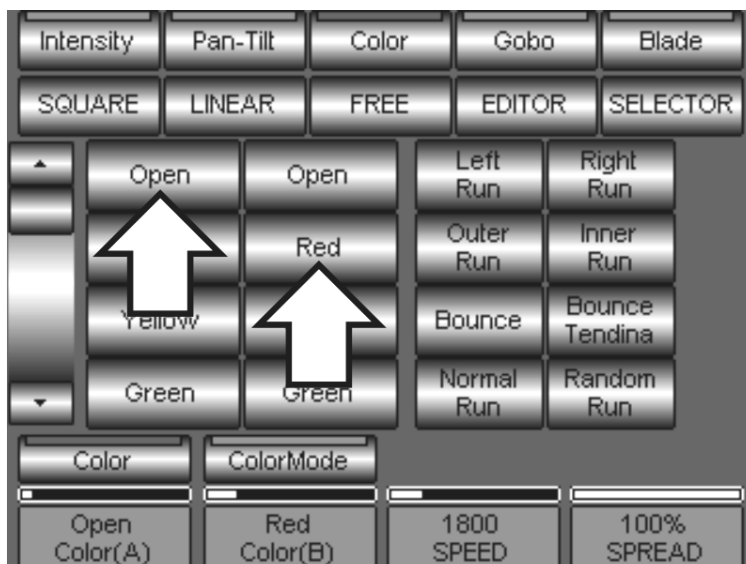 Intensity Pan-Tilt Color Gobo Blade
SQUARE LINEAR FREE EDITOR SELECTOR
Open Open Left Run Right Run
Red Outer Run Inner Run
Yellow Bounce Bounce Tendina
Green Green Normal Run Random Run
Color ColorMode
Open Red 1800 100%
Color(A) Color(B) SPEED SPREAD